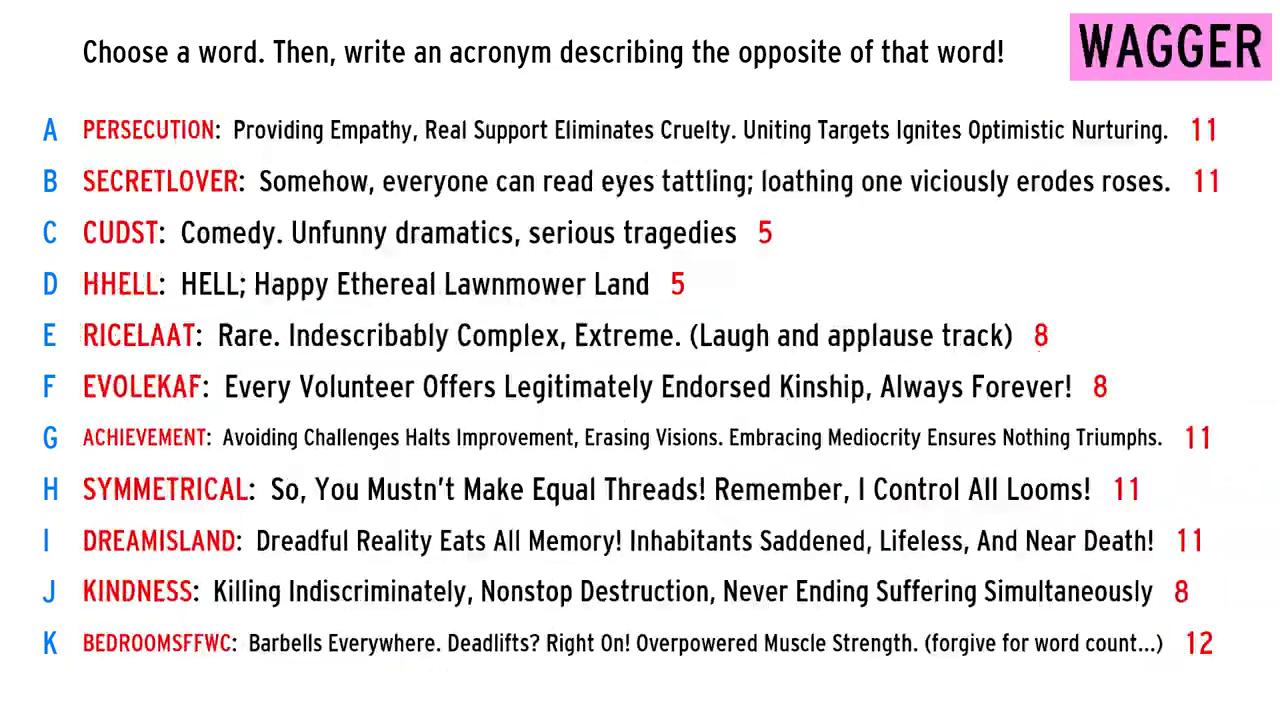 Choose a word. Then, write an acronym describing the opposite of that word!
WAGGER
A PERSECUTION: Providing Empathy, Real Support Eliminates Cruelty. Uniting Targets Ignites Optimistic Nurturing. 11
B SECRETLOVER: Somehow, everyone can read eyes tattling; loathing one viciously erodes roses. 11
C CUDST: Comedy. Unfunny dramatics, serious tragedies 5
D HHELL: HELL; Happy Ethereal Lawnmower Land 5
E RICELAAT: Rare. Indescribably Complex, Extreme. (Laugh and applause track) 8
F EVOLEKAF: Every Volunteer Offers Legitimately Endorsed Kinship, Always Forever! 8
G ACHIEVEMENT: Avoiding Challenges Halts Improvement, Erasing Visions. Embracing Mediocrity Ensures Nothing Triumphs. 11
H SYMMETRICAL: So, You Mustn't Make Equal Threads! Remember, I Control All Looms! 11
I DREAMISLAND: Dreadful Reality Eats All Memory! Inhabitants Saddened, Lifeless, And Near Death! 11
J KINDNESS: Killing Indiscriminately, Nonstop Destruction, Never Ending Suffering Simultaneously 8
K BEDROOMSFFWC: Barbells Everywhere. Deadlifts? Right On! Overpowered Muscle Strength. (forgive for word count...) 12